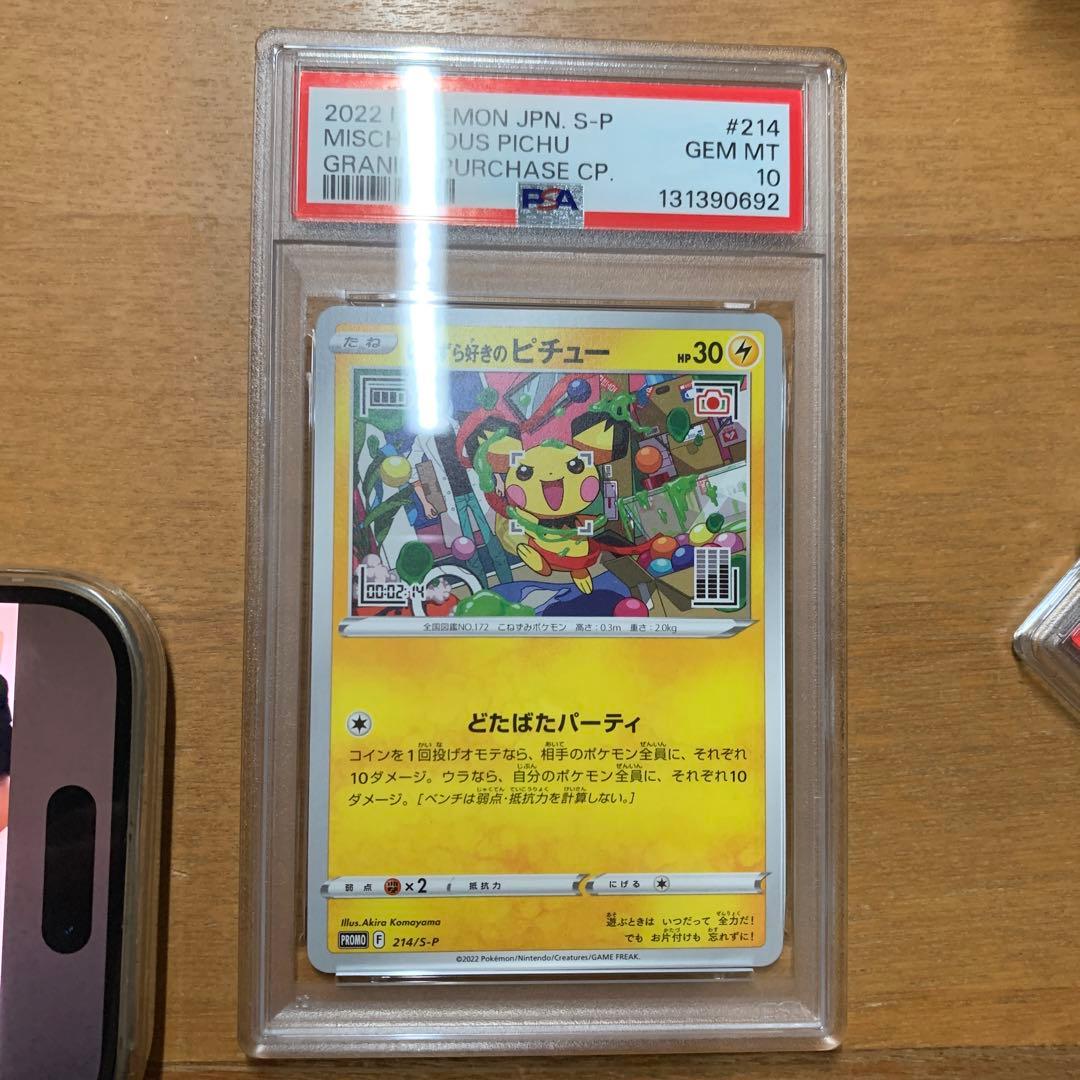 2022 MON JPN. S-P #214
PICHU GEM MT
PURCHASE CP. 10
PSA 131390692
たね 好きのピチュー HP30
00:02:14
全国図鑑NO.172 こねずみポケモン 高さ:0.3m 重さ:2.0kg
どたばたパーティ
コインを1回投げオモテなら、相手のポケモン全員に、それぞれ
10ダメージ。ウラなら、自分のポケモン全員に、それぞれ10
ダメージ。[ベンチは弱点・抵抗力を計算しない。]
弱点 ×2 抵抗力 にげる
Illus.Akira Komayama
遊ぶときは いつだって 全力だ!
でも お片付けも 忘れずに!
PROMO F 214/S-P
©2022 Pokémon/Nintendo/Creatures/GAME FREAK.